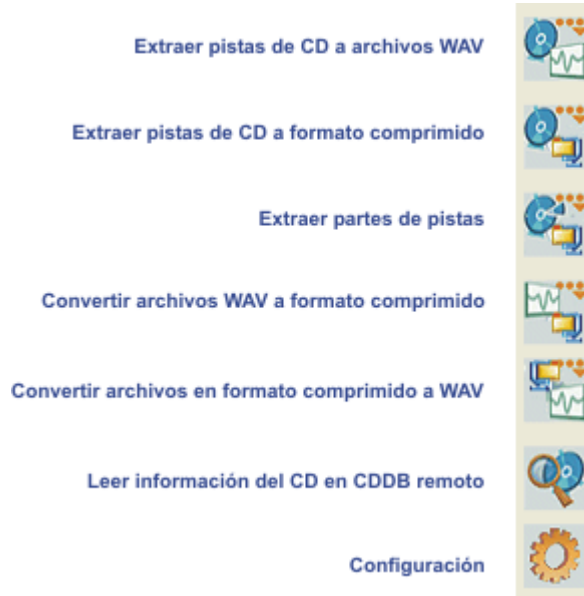 Extraer pistas de CD a archivos WAV
Extraer pistas de CD a formato comprimido
Extraer partes de pistas
Convertir archivos WAV a formato comprimido
Convertir archivos en formato comprimido a WAV
Leer información del CD en CDDB remoto
Configuración